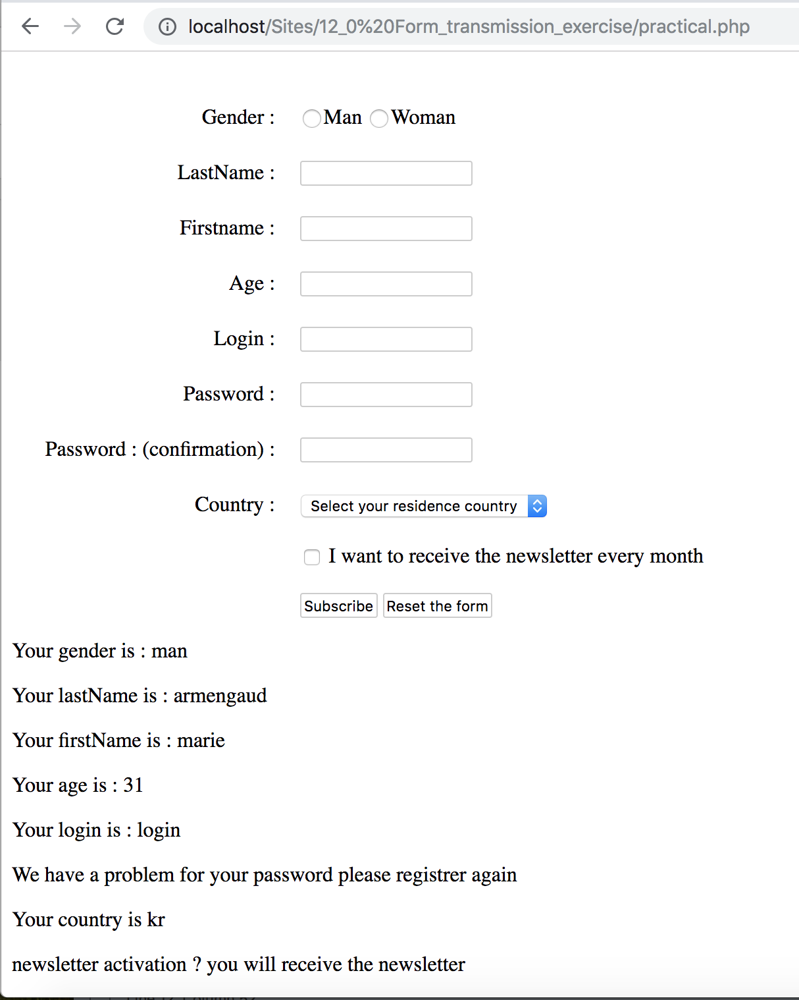 localhost/Sites/12_0%20Form_transmission_exercise/practical.php
Gender : Man Woman
LastName :
Firstname :
Age :
Login :
Password :
Password : (confirmation) :
Country : Select your residence country
I want to receive the newsletter every month
Subscribe Reset the form
Your gender is : man
Your lastName is : armengaud
Your firstName is : marie
Your age is : 31
Your login is : login
We have a problem for your password please registrer again
Your country is kr
newsletter activation ? you will receive the newsletter